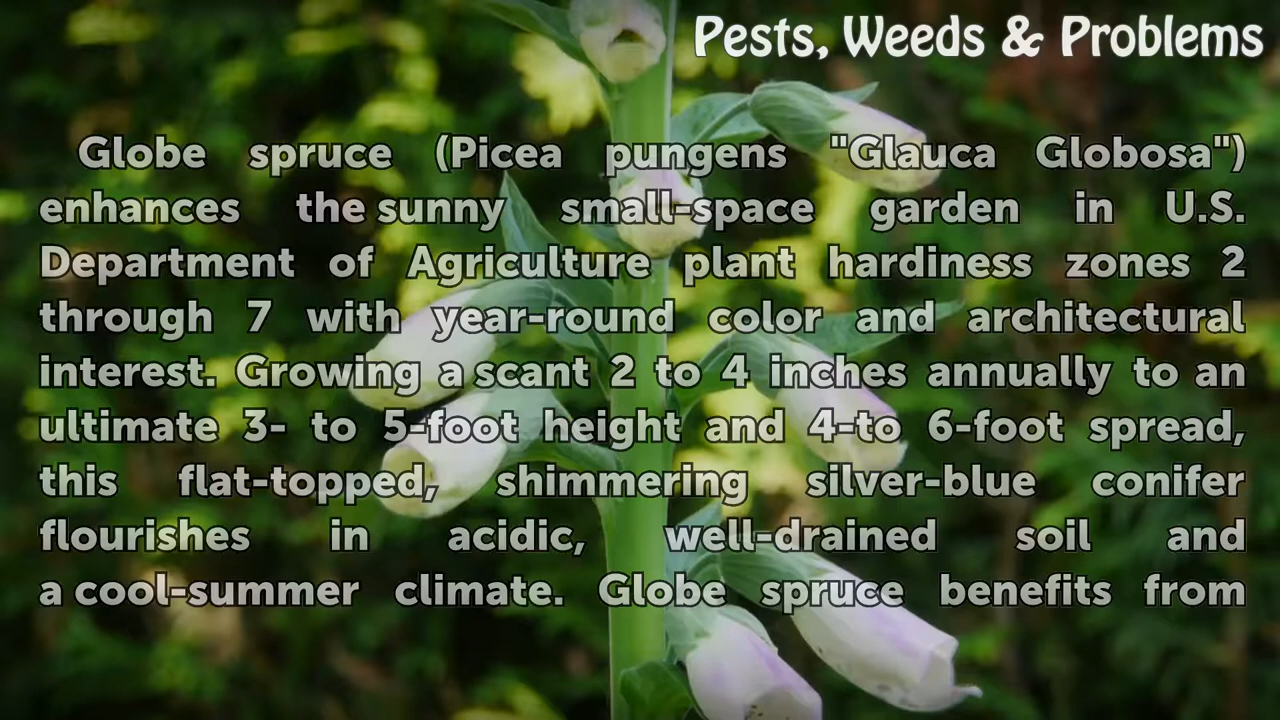 Pests, Weeds & Problems
Globe spruce (Picea pungens "Glauca Globosa")
enhances the sunny small-space garden in U.S.
Department of Agriculture plant hardiness zones 2
through 7 with year-round color and architectural
interest. Growing a scant 2 to 4 inches annually to an
ultimate 3- to 5-foot height and 4-to 6-foot spread,
this flat-topped, shimmering silver-blue conifer
flourishes in acidic, well-drained soil and
a cool-summer climate. Globe spruce benefits from